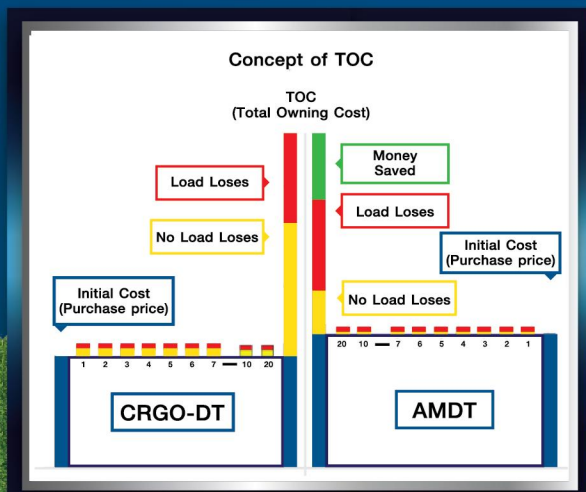 Concept of TOC
TOC
(Total Owning Cost)
Money
Saved
Load Loses
Load Loses
No Load Loses
Initial Cost
(Purchase price)
Initial Cost
(Purchase price)
No Load Loses
1 2 3 4 5 6 7 — 10 20
20 10 — 7 6 5 4 3 2 1
CRGO-DT
AMDT